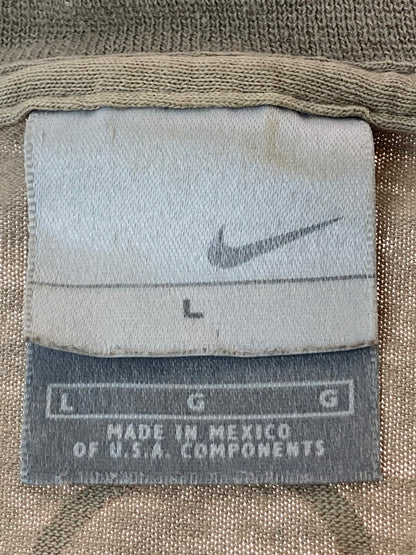 L
L G G
MADE IN MEXICO
OF U.S.A. COMPONENTS